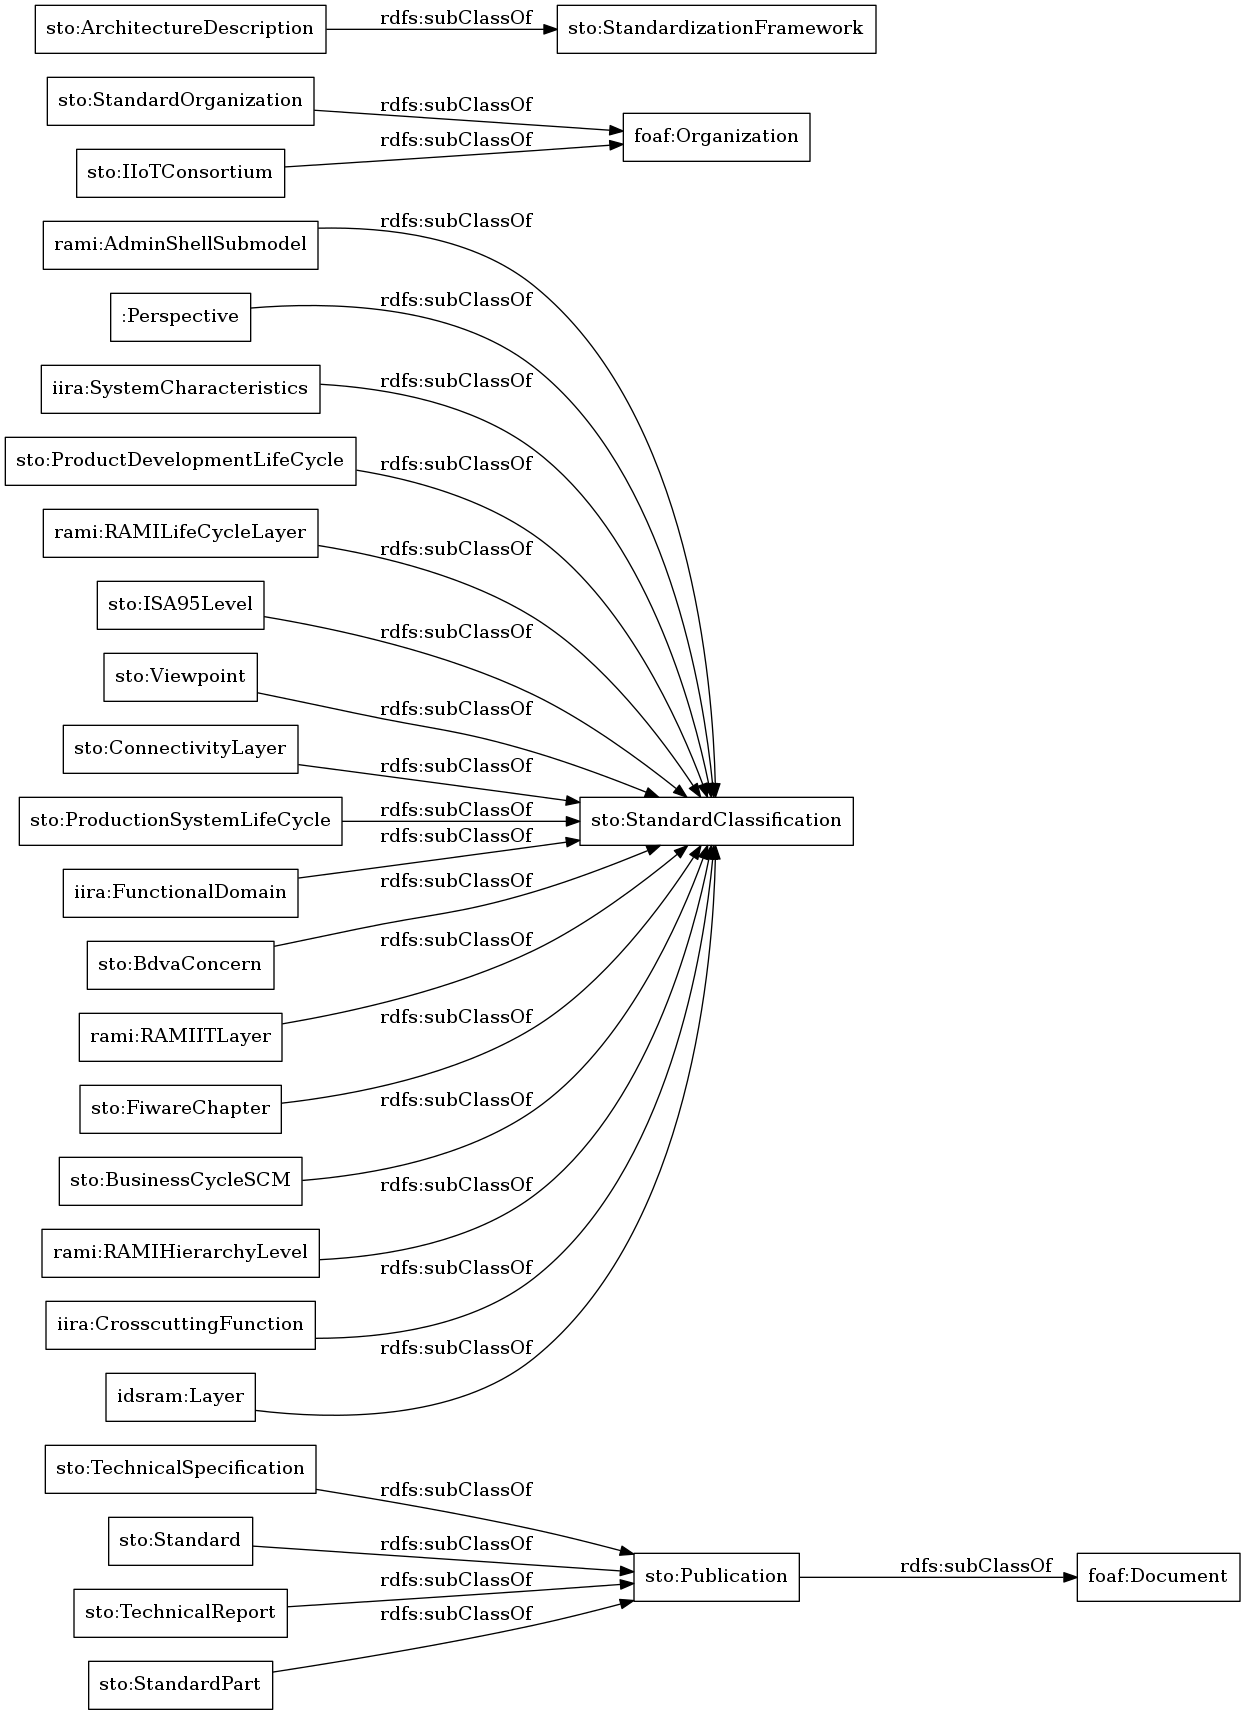 sto:ArchitectureDescription
rdfs:subClassOf
sto:StandardizationFramework
sto:StandardOrganization
rdfs:subClassOf
foaf:Organization
rdfs:subClassOf
sto:IIoTConsortium
rami:AdminShellSubmodel
rdfs:subClassOf
:Perspective
rdfs:subClassOf
iira:SystemCharacteristics
rdfs:subClassOf
sto:ProductDevelopmentLifeCycle
rdfs:subClassOf
rami:RAMILifeCycleLayer
rdfs:subClassOf
sto:ISA95Level
rdfs:subClassOf
sto:Viewpoint
rdfs:subClassOf
sto:ConnectivityLayer
rdfs:subClassOf
sto:ProductionSystemLifeCycle
rdfs:subClassOf
sto:StandardClassification
rdfs:subClassOf
iira:FunctionalDomain
rdfs:subClassOf
sto:BdvaConcern
rdfs:subClassOf
rami:RAMIITLayer
rdfs:subClassOf
sto:FiwareChapter
rdfs:subClassOf
sto:BusinessCycleSCM
rdfs:subClassOf
rami:RAMIHierarchyLevel
rdfs:subClassOf
iira:CrosscuttingFunction
rdfs:subClassOf
idsram:Layer
sto:TechnicalSpecification
rdfs:subClassOf
sto:Standard
rdfs:subClassOf
sto:Publication
rdfs:subClassOf
foaf:Document
rdfs:subClassOf
sto:TechnicalReport
rdfs:subClassOf
sto:StandardPart